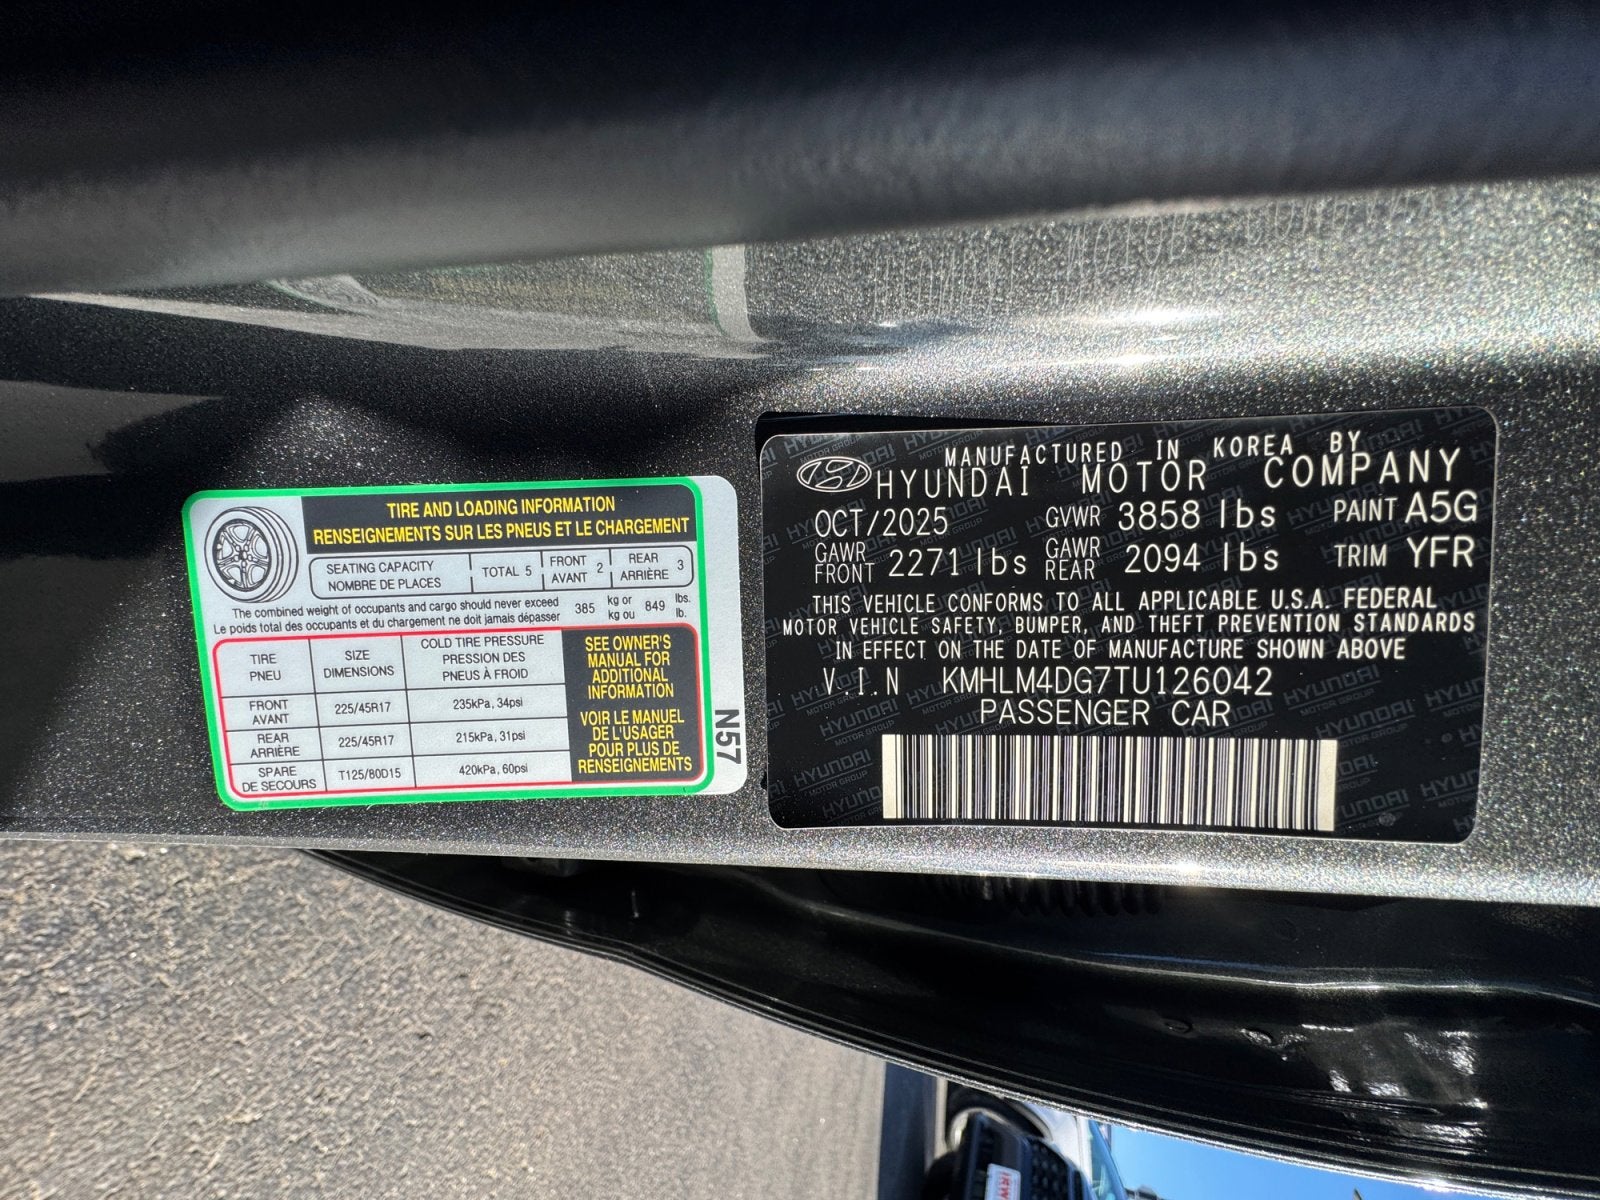 TIRE AND LOADING INFORMATION
RENSEIGNEMENTS SUR LES PNEUS ET LE CHARGEMENT
SEATING CAPACITY
NOMBRE DE PLACES
TOTAL 5
FRONT
AVANT 2
REAR
ARRIÈRE 3
The combined weight of occupants and cargo should never exceed
Le poids total des occupants et du chargement ne doit jamais dépasser
385 kg or
kg ou
849 lbs.
lb.
TIRE
PNEU
SIZE
DIMENSIONS
COLD TIRE PRESSURE
PRESSION DES
PNEUS À FROID
FRONT
AVANT
225/45R17
235kPa, 34psi
REAR
ARRIÈRE
225/45R17
215kPa, 31psi
SPARE
DE SECOURS
T125/80D15
420kPa, 60psi
SEE OWNER'S
MANUAL FOR
ADDITIONAL
INFORMATION
VOIR LE MANUEL
DE L'USAGER
POUR PLUS DE
RENSEIGNEMENTS
N57
MANUFACTURED IN KOREA BY
HYUNDAI MOTOR COMPANY
OCT/2025 GVWR 3858 lbs PAINT A5G
GAWR
FRONT 2271 lbs GAWR
REAR 2094 lbs TRIM YFR
THIS VEHICLE CONFORMS TO ALL APPLICABLE U.S.A. FEDERAL
MOTOR VEHICLE SAFETY, BUMPER, AND THEFT PREVENTION STANDARDS
IN EFFECT ON THE DATE OF MANUFACTURE SHOWN ABOVE
V.I.N KMHLM4DG7TU126042
PASSENGER CAR